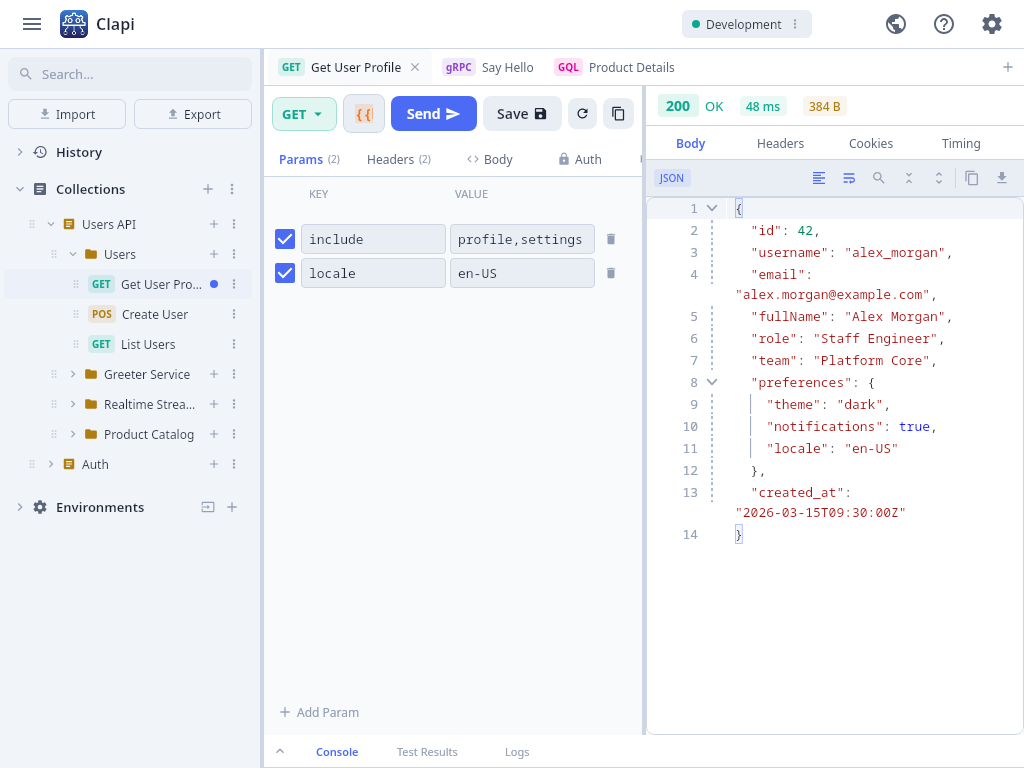 Clapi
Development
Search...
Import
Export
History
Collections
Users API
Users
GET Get User Pro...
POS Create User
GET List Users
Greeter Service
Realtime Strea...
Product Catalog
Auth
Environments
GET Get User Profile
gRPC Say Hello
GQL Product Details
GET
{{
Send
Save
Params (2)
Headers (2)
Body
Auth
KEY VALUE
include profile,settings
locale en-US
Add Param
200 OK 48 ms 384 B
Body Headers Cookies Timing
JSON
1 {
2 "id": 42,
3 "username": "alex_morgan",
4 "email":
"alex.morgan@example.com",
5 "fullName": "Alex Morgan",
6 "role": "Staff Engineer",
7 "team": "Platform Core",
8 "preferences": {
9 "theme": "dark",
10 "notifications": true,
11 "locale": "en-US"
12 },
13 "created_at":
"2026-03-15T09:30:00Z"
14 }
Console Test Results Logs